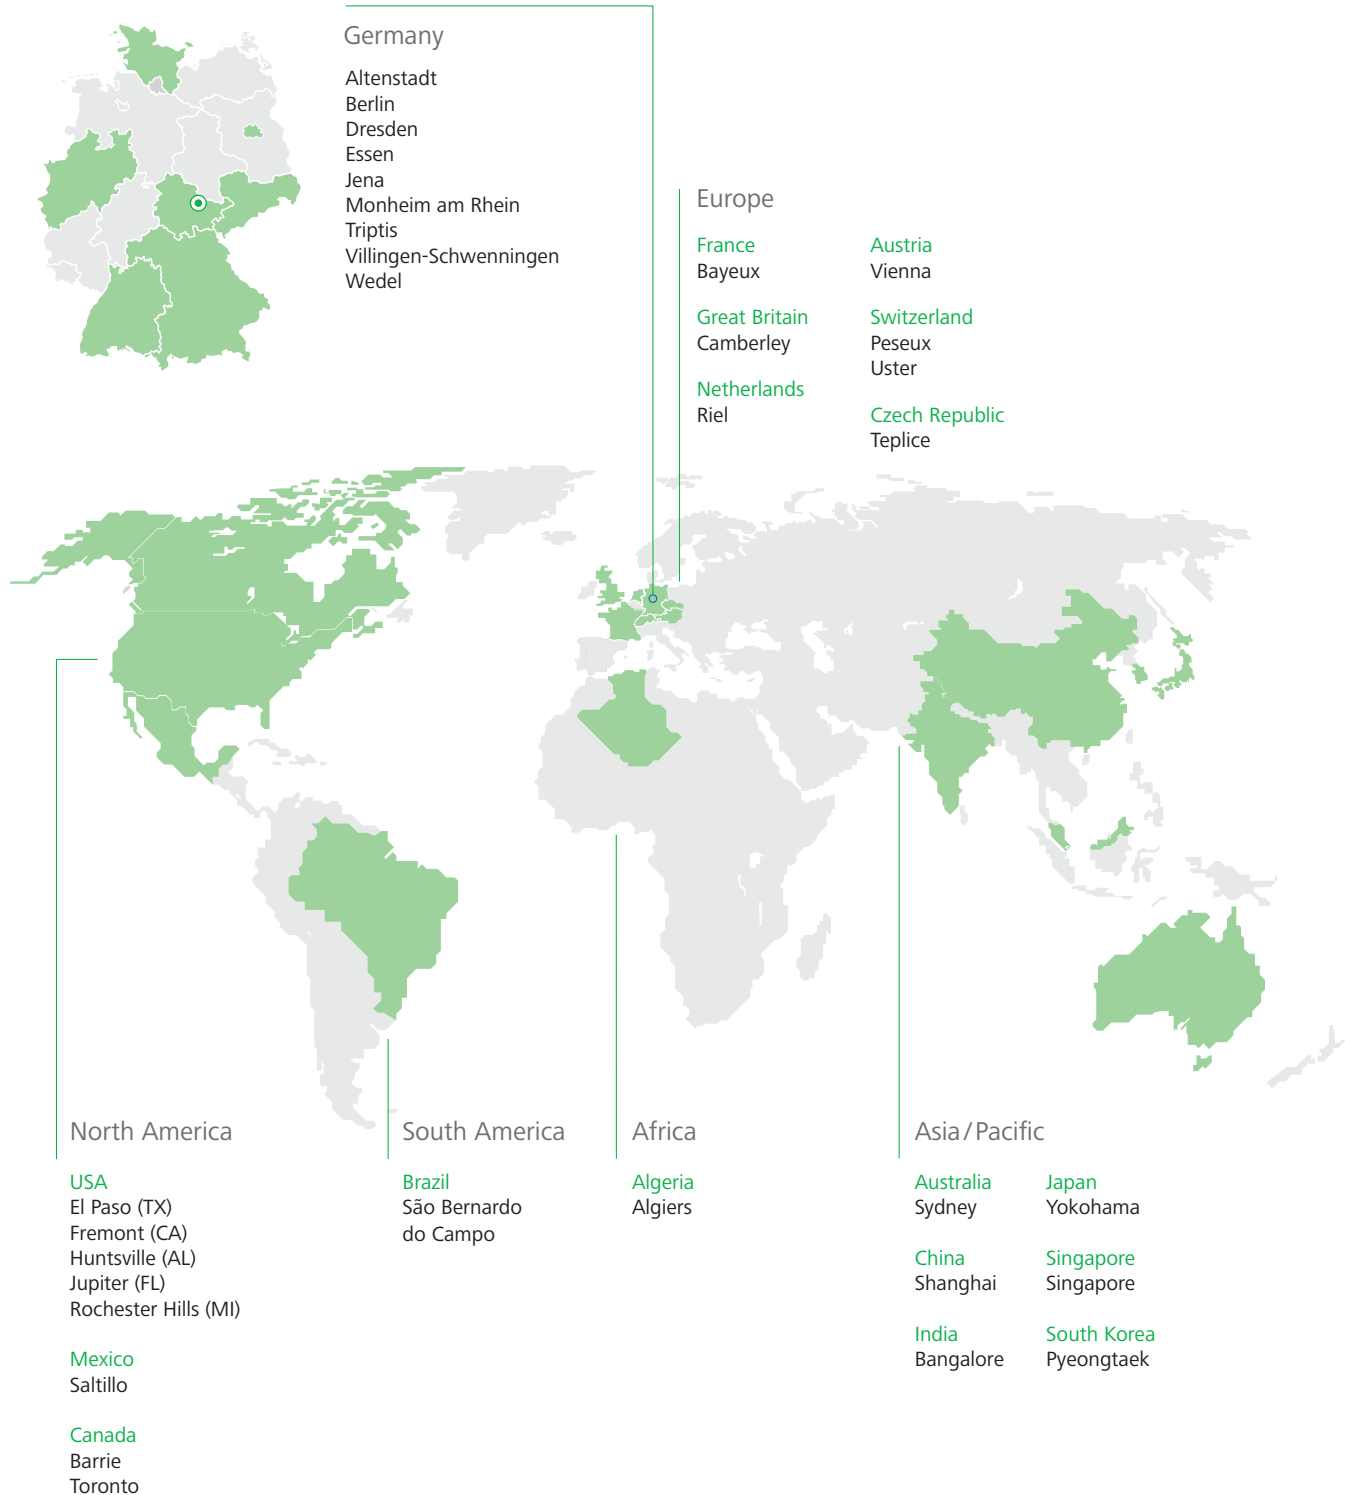 Germany
Altenstadt
Berlin
Dresden
Essen
Jena
Monheim am Rhein
Triptis
Villingen-Schwenningen
Wedel
Europe
France
Bayeux
Great Britain
Camberley
Netherlands
Riel
Austria
Vienna
Switzerland
Peseux
Uster
Czech Republic
Teplice
North America
USA
El Paso (TX)
Fremont (CA)
Huntsville (AL)
Jupiter (FL)
Rochester Hills (MI)
Mexico
Saltillo
Canada
Barrie
Toronto
South America
Brazil
São Bernardo
do Campo
Africa
Algeria
Algiers
Asia/Pacific
Australia
Sydney
China
Shanghai
India
Bangalore
Japan
Yokohama
Singapore
Singapore
South Korea
Pyeongtaek